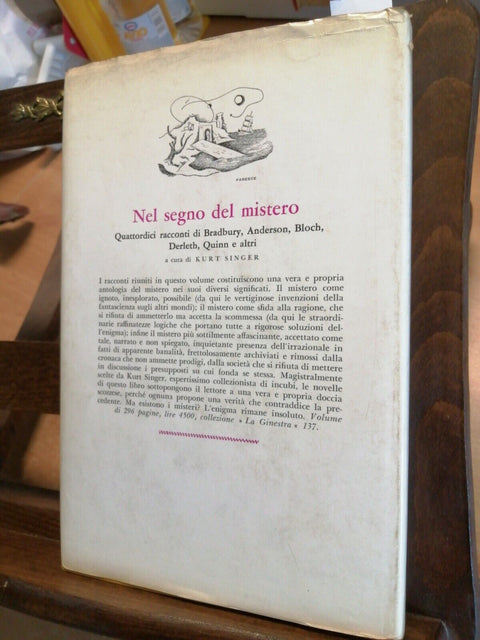 PARESCE
Nel segno del mistero
Quattordici racconti di Bradbury, Anderson, Bloch,
Derleth, Quinn e altri
a cura di KURT SINGER
I racconti riuniti in questo volume costituiscono una vera e propria
antologia del mistero nei suoi diversi significati. Il mistero come
ignoto, inesplorato, possibile (da qui le vertiginose invenzioni della
fantascienza sugli altri mondi); il mistero come sfida alla ragione, che
si rifiuta di ammetterlo ma accetta la scommessa (da qui le straordi-
narie raffinatezze logiche che portano tutte a rigorose soluzioni del-
l'enigma); infine il mistero più sottilmente affascinante, accettato come
tale, narrato e non spiegato, inquietante presenza dell'irrazionale in
fatti di apparente banalità, frettolosamente archiviati e rimossi dalla
cronaca che non ammette prodigi, dalla società che si rifiuta di mettere
in discussione i presupposti su cui fonda se stessa. Magistralmente
scelte da Kurt Singer, espertissimo collezionista di incubi, le novelle
di questo libro sottopongono il lettore a una vera e propria doccia
scozzese, perché ognuna propone una verità che contraddice la pre-
cedente. Ma esistono i misteri? L'enigma rimane insoluto. Volume
di 296 pagine, lire 4500, collezione « La Ginestra » 137.